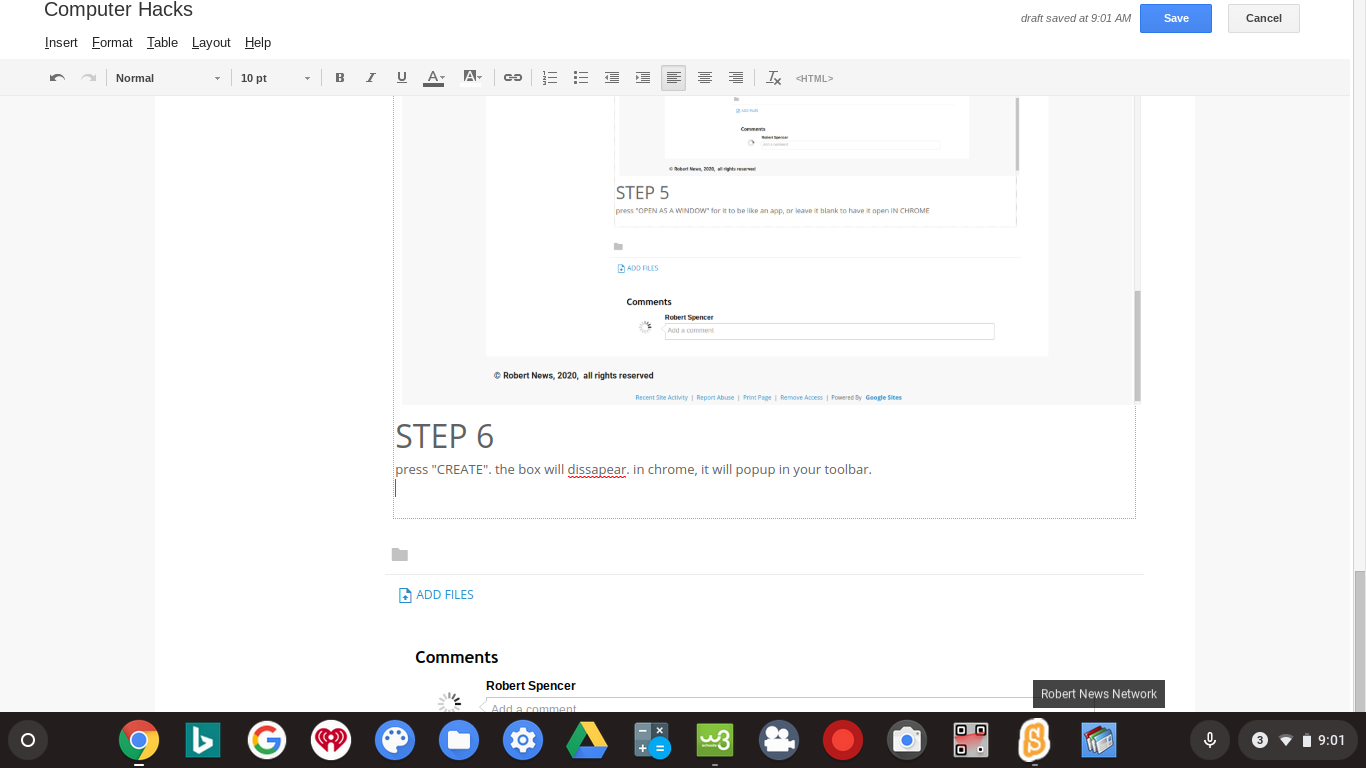 Computer Hacks
draft saved at 9:01 AM
Save
Cancel
Insert Format Table Layout Help
Normal
10 pt
B I U A A
<HTML>
ADD FILES
Comments
Robert Spencer
Add a comment
© Robert News, 2020, all rights reserved
STEP 5
press "OPEN AS A WINDOW" for it to be like an app, or leave it blank to have it open IN CHROME
ADD FILES
Comments
Robert Spencer
Add a comment
© Robert News, 2020, all rights reserved
Recent Site Activity | Report Abuse | Print Page | Remove Access | Powered By Google Sites
STEP 6
press "CREATE". the box will dissapear. in chrome, it will popup in your toolbar.
ADD FILES
Comments
Robert Spencer
Add a comment
Robert News Network
b
G
w3
S
3
9:01